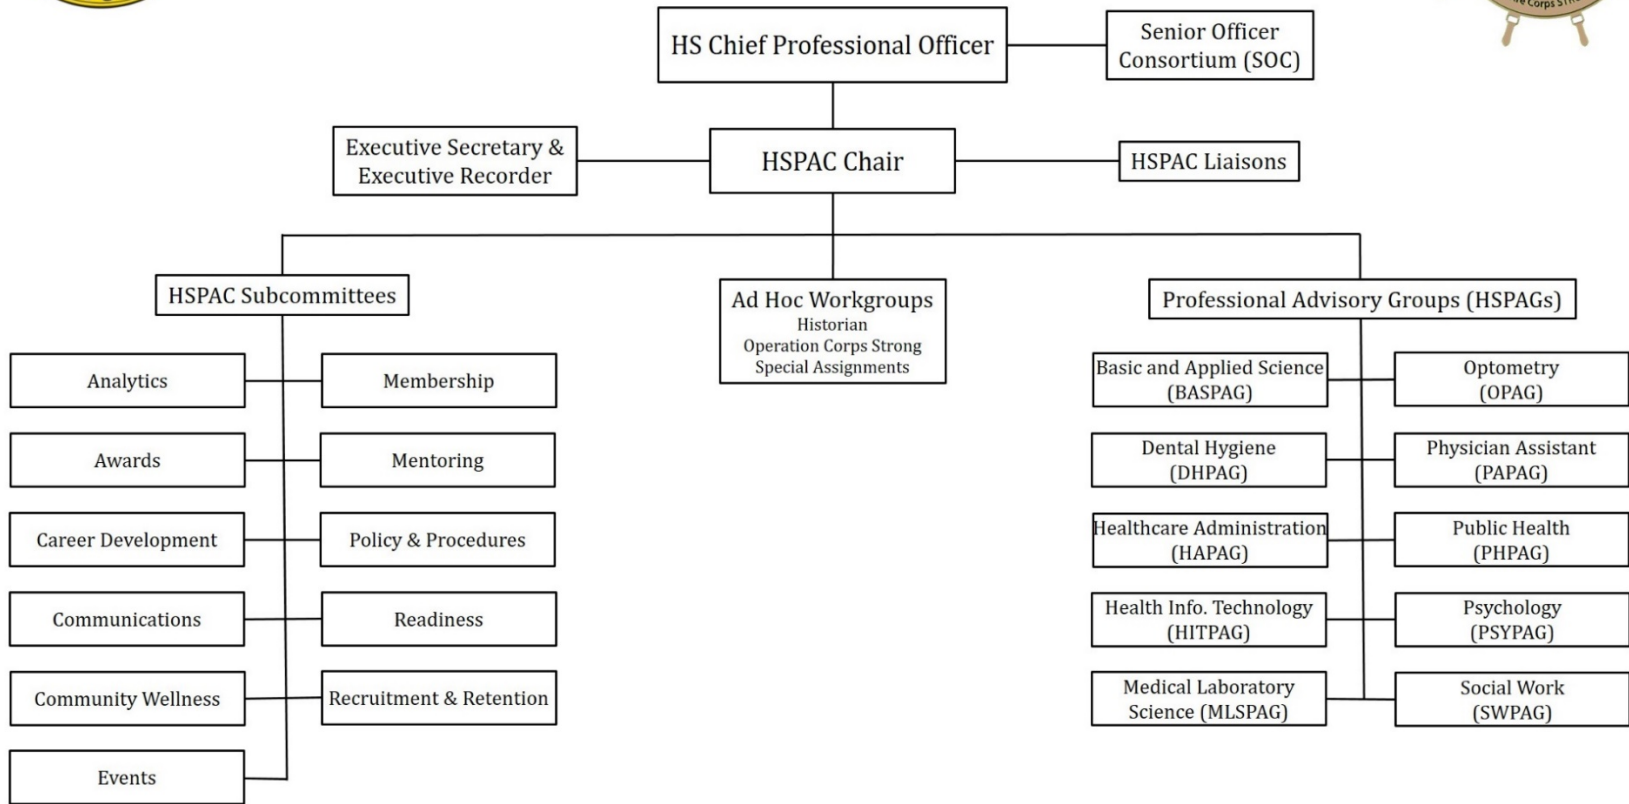 HS Chief Professional Officer
Senior Officer
Consortium (SOC)
Executive Secretary &
Executive Recorder
HSPAC Chair
HSPAC Liaisons
HSPAC Subcommittees
Analytics
Membership
Awards
Mentoring
Career Development
Policy & Procedures
Communications
Readiness
Community Wellness
Recruitment & Retention
Events
Ad Hoc Workgroups
Historian
Operation Corps Strong
Special Assignments
Professional Advisory Groups (HSPAGs)
Basic and Applied Science
(BASPAG)
Optometry
(OPAG)
Dental Hygiene
(DHPAG)
Physician Assistant
(PAPAG)
Healthcare Administration
(HAPAG)
Public Health
(PHPAG)
Health Info. Technology
(HITPAG)
Psychology
(PSYPAG)
Medical Laboratory
Science (MLSPAG)
Social Work
(SWPAG)